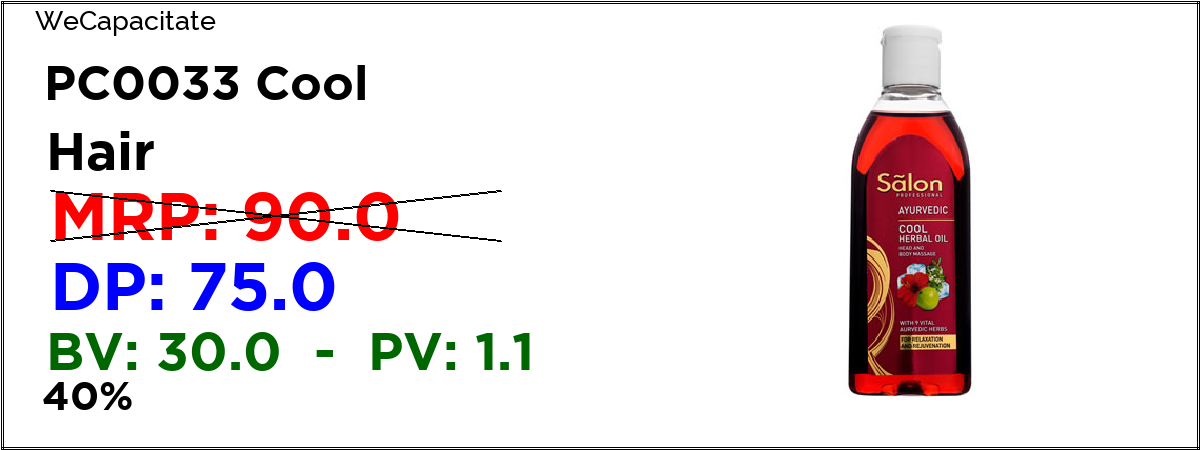 WeCapacitate
PC0033 Cool
Hair
MRP: 90.0
DP: 75.0
BV: 30.0 - PV: 1.1
40%
Sãlon
PROFESSIONAL
AYURVEDIC
COOL
HERBAL OIL
HEAD AND
BODY MASSAGE
WITH 9 VITAL
AURVEDIC HERBS
FOR RELAXATION
AND REJUVENATION